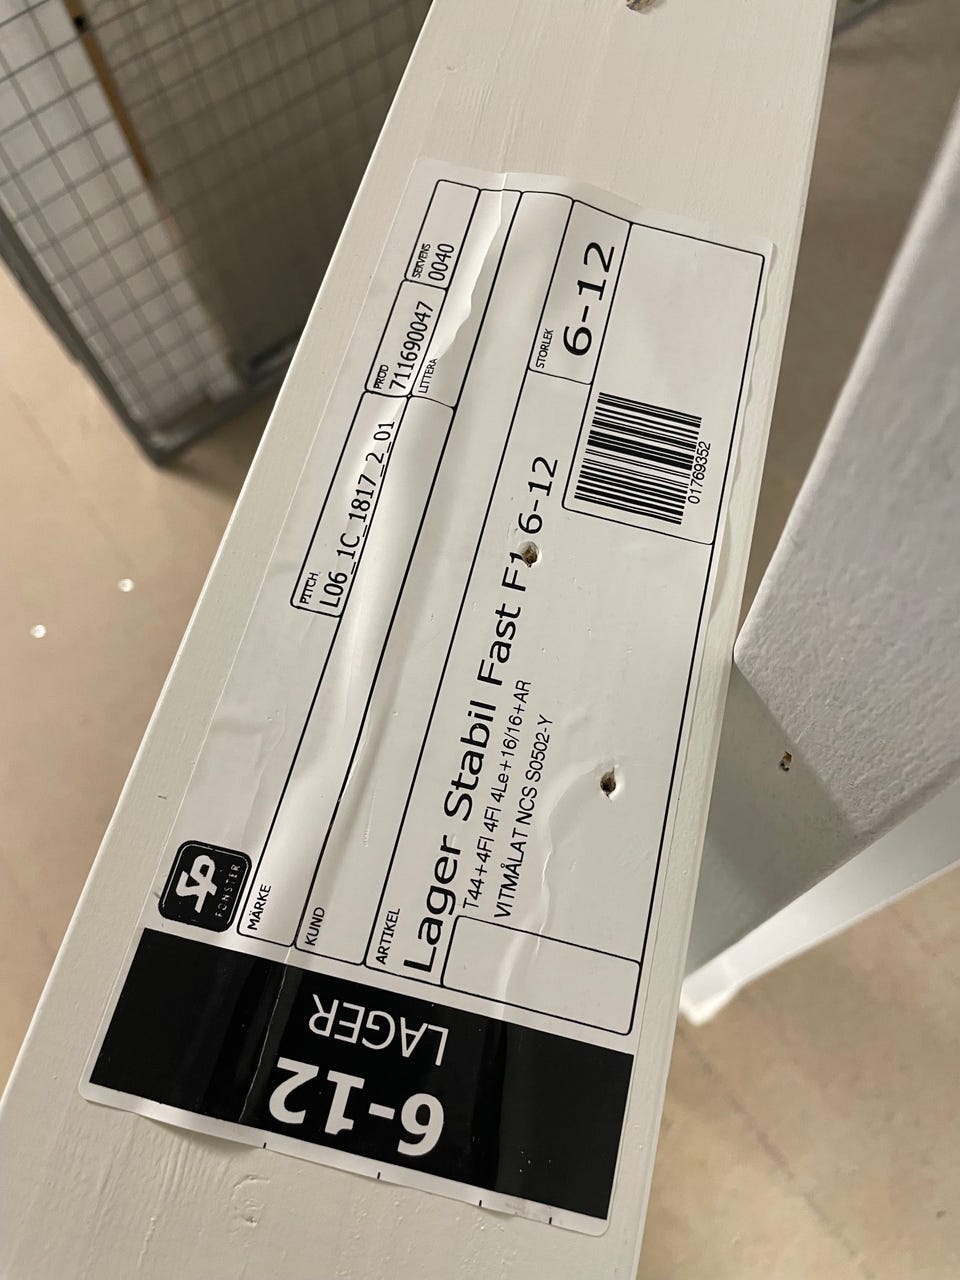 SP
FÖNSTER
PITCH.
L06_1C_1817_2_01
PROD
711690047
SEKVENS
0040
MÄRKE
LITTERA
KUND
ARTIKEL
Lager Stabil Fast F1 6-12
T44+4Fl 4Fl 4Le+16/16+AR
VITMÅLAT NCS S0502-Y
STORLEK
6-12
01769352
6-12
LAGER